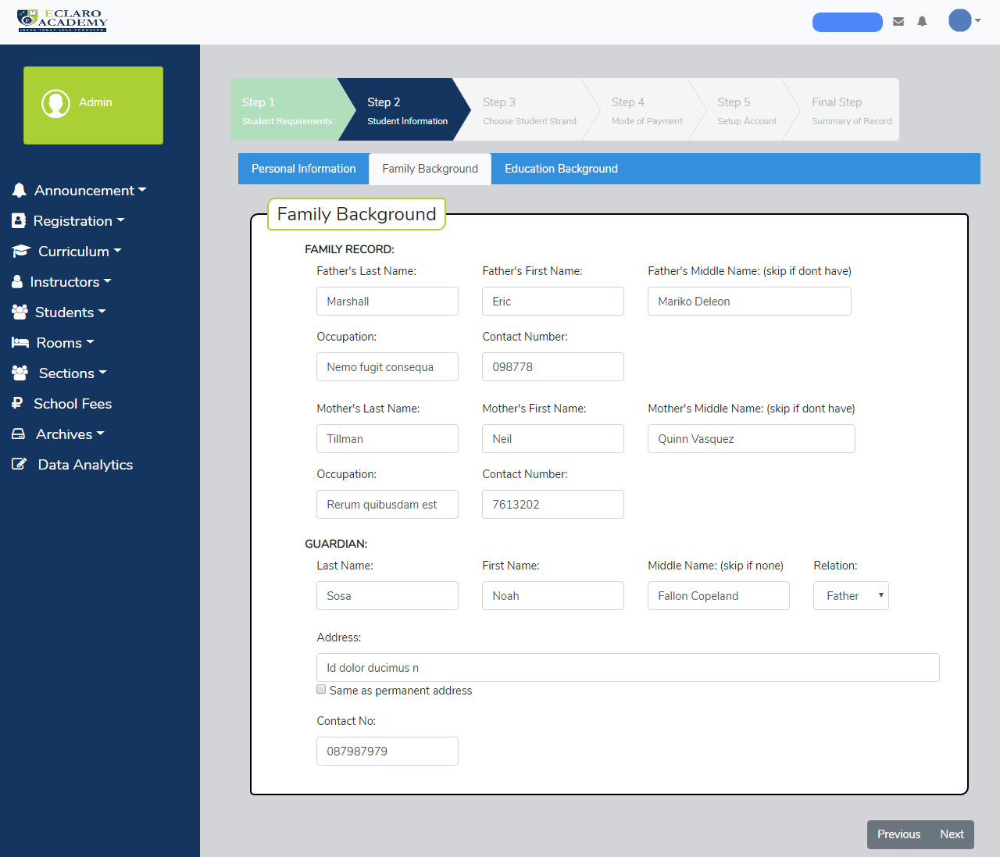 ECLARO
ACADEMY
LEARN TODAY LEAD TOMORROW
Admin
Announcement
Registration
Curriculum
Instructors
Students
Rooms
Sections
School Fees
Archives
Data Analytics
Step 1
Student Requirements
Step 2
Student Information
Step 3
Choose Student Strand
Step 4
Mode of Payment
Step 5
Setup Account
Final Step
Summary of Record
Personal Information Family Background Education Background
Family Background
FAMILY RECORD:
Father's Last Name: Father's First Name: Father's Middle Name: (skip if dont have)
Marshall Eric Mariko Deleon
Occupation: Contact Number:
Nemo fugit consequa 098778
Mother's Last Name: Mother's First Name: Mother's Middle Name: (skip if dont have)
Tillman Neil Quinn Vasquez
Occupation: Contact Number:
Rerum quibusdam est 7613202
GUARDIAN:
Last Name: First Name: Middle Name: (skip if none) Relation:
Sosa Noah Fallon Copeland Father
Address:
Id dolor ducimus n
Same as permanent address
Contact No:
087987979
Previous Next